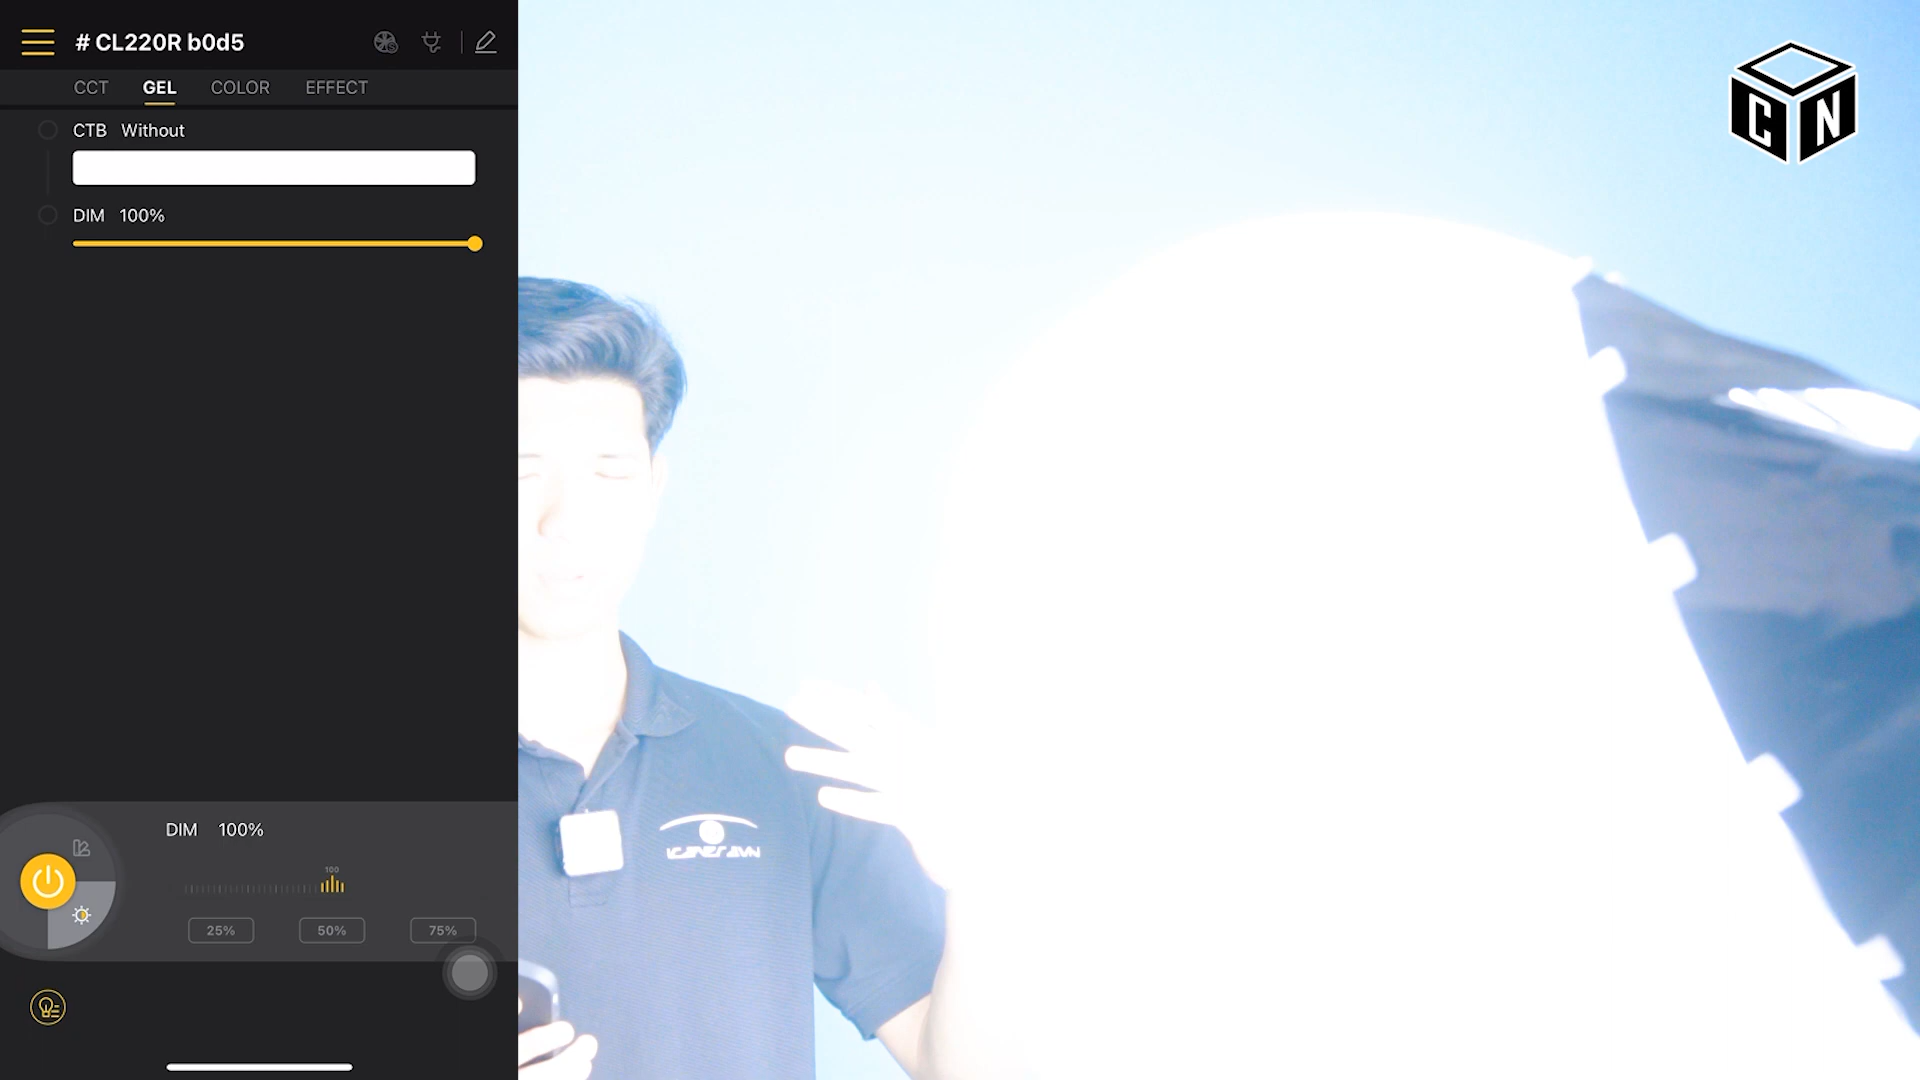 # CL220R b0d5
CCT GEL COLOR EFFECT
CTB Without
DIM 100%
DIM 100%
100
25% 50% 75%
CN